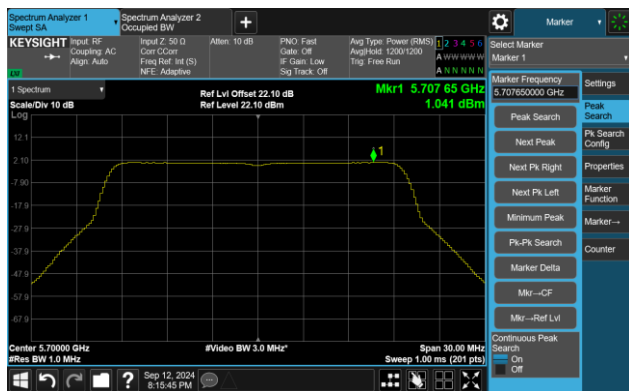 Spectrum Analyzer 1
Swept SA
Spectrum Analyzer 2
Occupied BW
+
Marker
KEYSIGHT
Input: RF
Coupling: AC
Align: Auto
Input Z: 50 Ω
Corr CCorr
Freq Ref: Int (S)
NFE: Adaptive
Atten: 10 dB
PNO: Fast
Gate: Off
IF Gain: Low
Sig Track: Off
Avg Type: Power (RMS)
Avg|Hold: 1200/1200
Trig: Free Run
1 2 3 4 5 6
A W W W W W
A N N N N N
Select Marker
Marker 1
1 Spectrum
Scale/Div 10 dB
Log
Ref Lvl Offset 22.10 dB
Ref Level 22.10 dBm
Mkr1 5.707 65 GHz
1.041 dBm
12.1
2.10
-7.90
-17.9
-27.9
-37.9
-47.9
-57.9
-67.9
1
Center 5.70000 GHz
#Res BW 1.0 MHz
#Video BW 3.0 MHz*
Span 30.00 MHz
Sweep 1.00 ms (201 pts)
Marker Frequency
5.707650000 GHz
Peak Search
Next Peak
Next Pk Right
Next Pk Left
Minimum Peak
Pk-Pk Search
Marker Delta
Mkr→CF
Mkr→Ref Lvl
Continuous Peak
Search
On
Off
Settings
Peak
Search
Pk Search
Config
Properties
Marker
Function
Marker→
Counter
?
Sep 12, 2024
8:15:45 PM